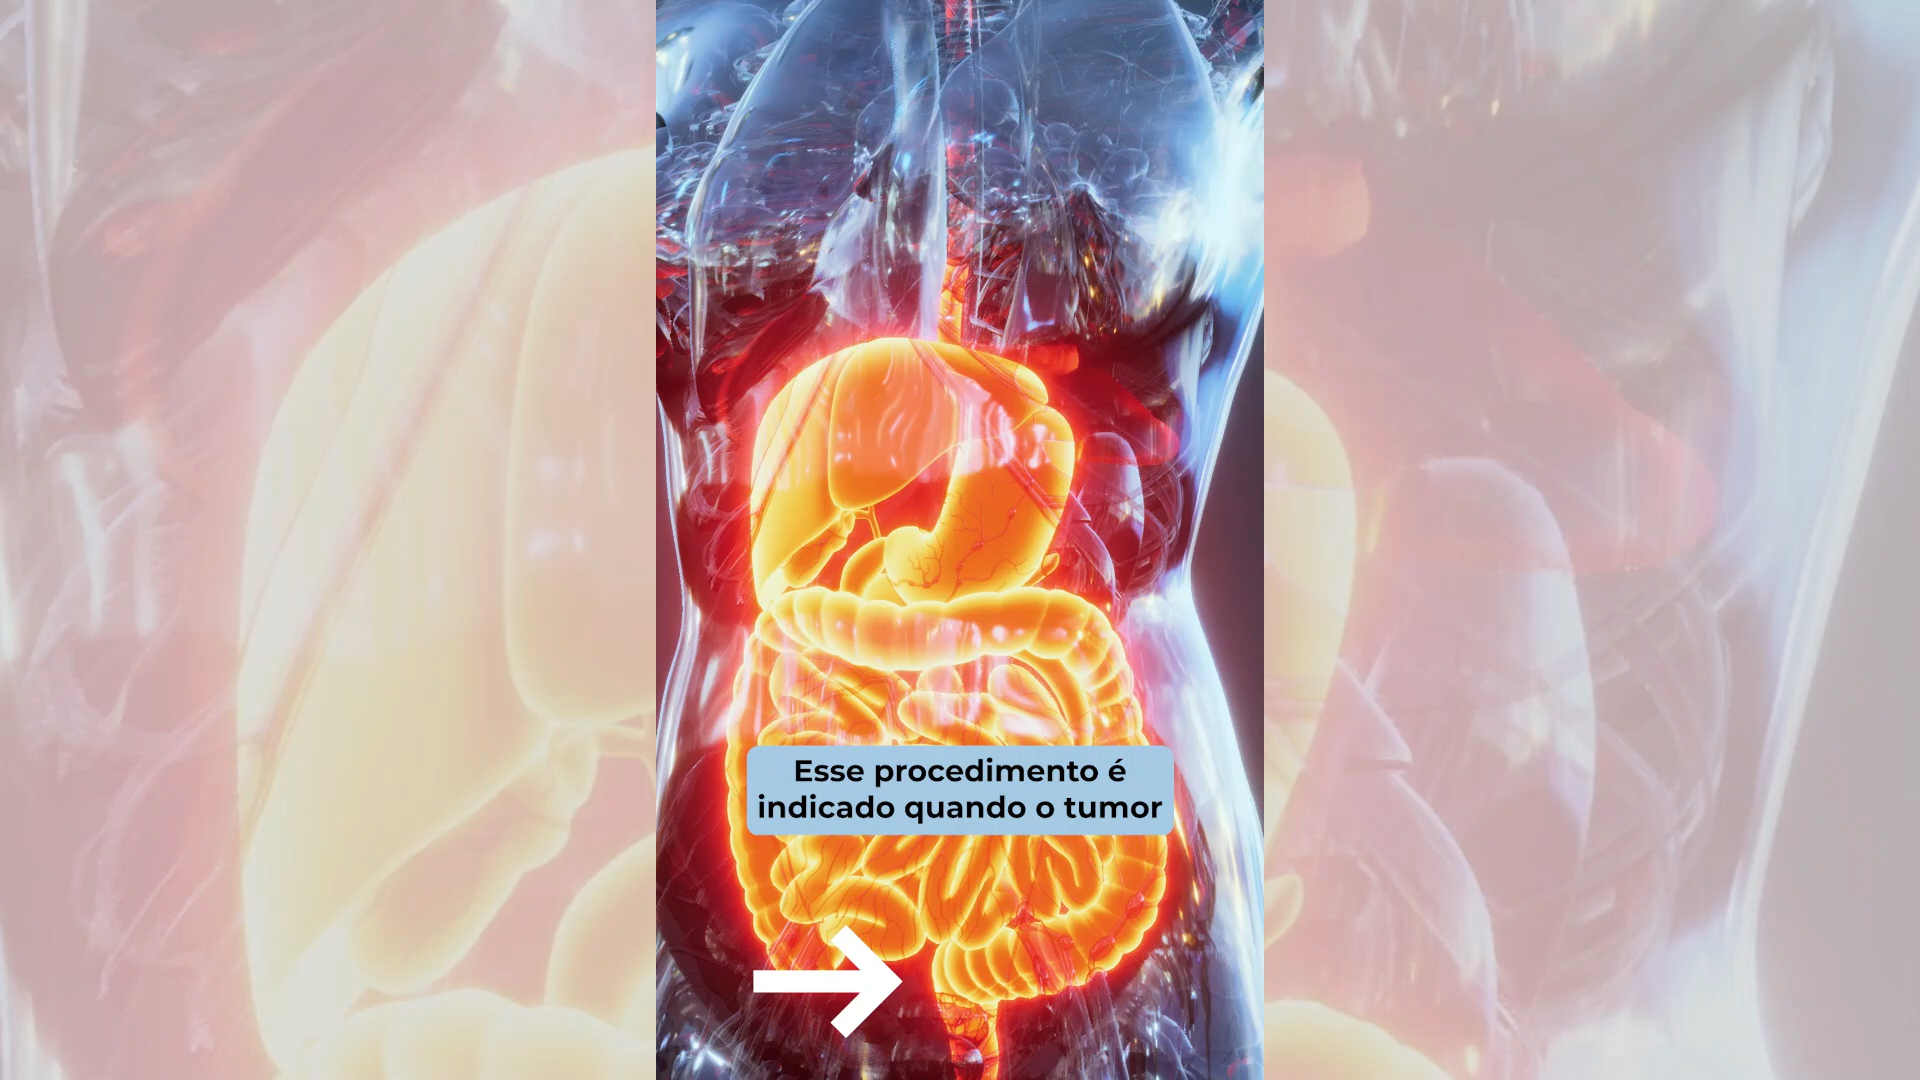 Esse procedimento é
indicado quando o tumor